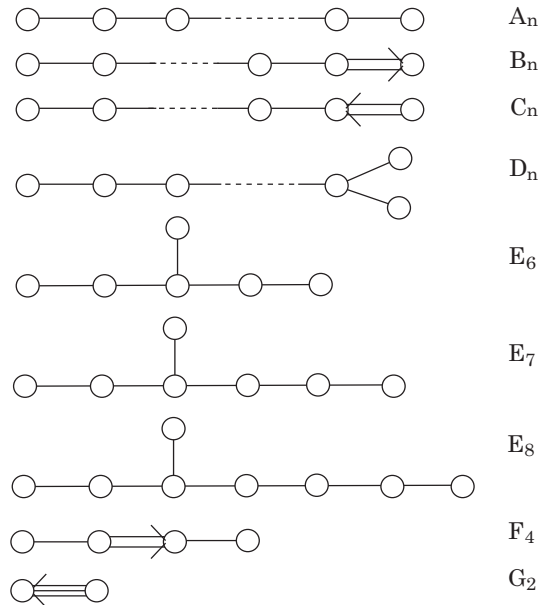 Aₙ
Bₙ
Cₙ
Dₙ
E₆
E₇
E₈
F₄
G₂